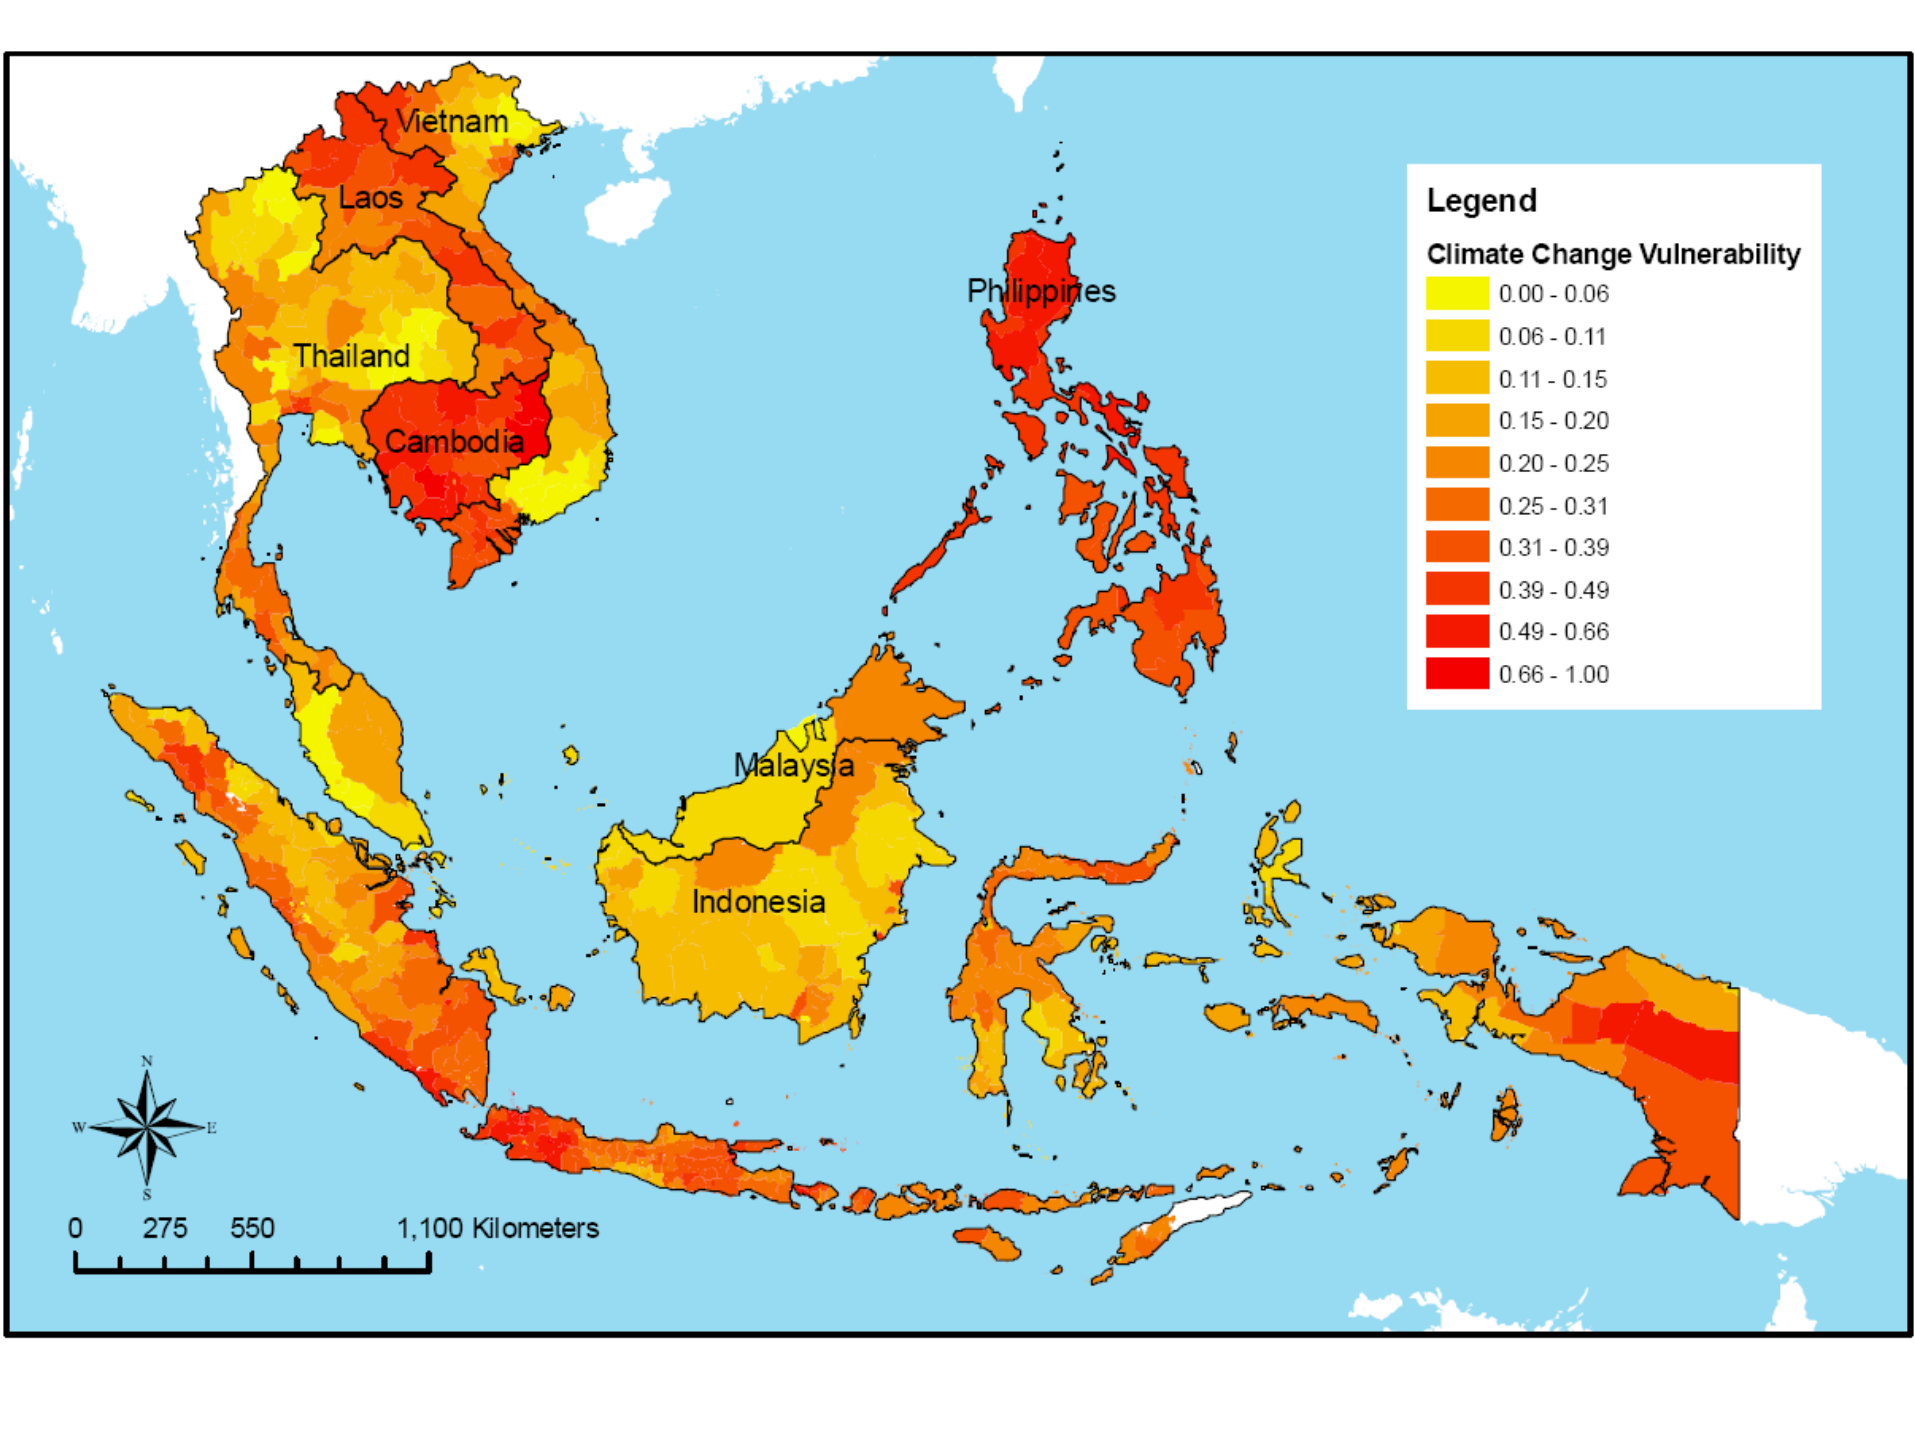 Vietnam
Laos
Thailand
Cambodia
Philippines
Malaysia
Indonesia
Legend
Climate Change Vulnerability
0.00 - 0.06
0.06 - 0.11
0.11 - 0.15
0.15 - 0.20
0.20 - 0.25
0.25 - 0.31
0.31 - 0.39
0.39 - 0.49
0.49 - 0.66
0.66 - 1.00
N
W E
S
0 275 550 1,100 Kilometers